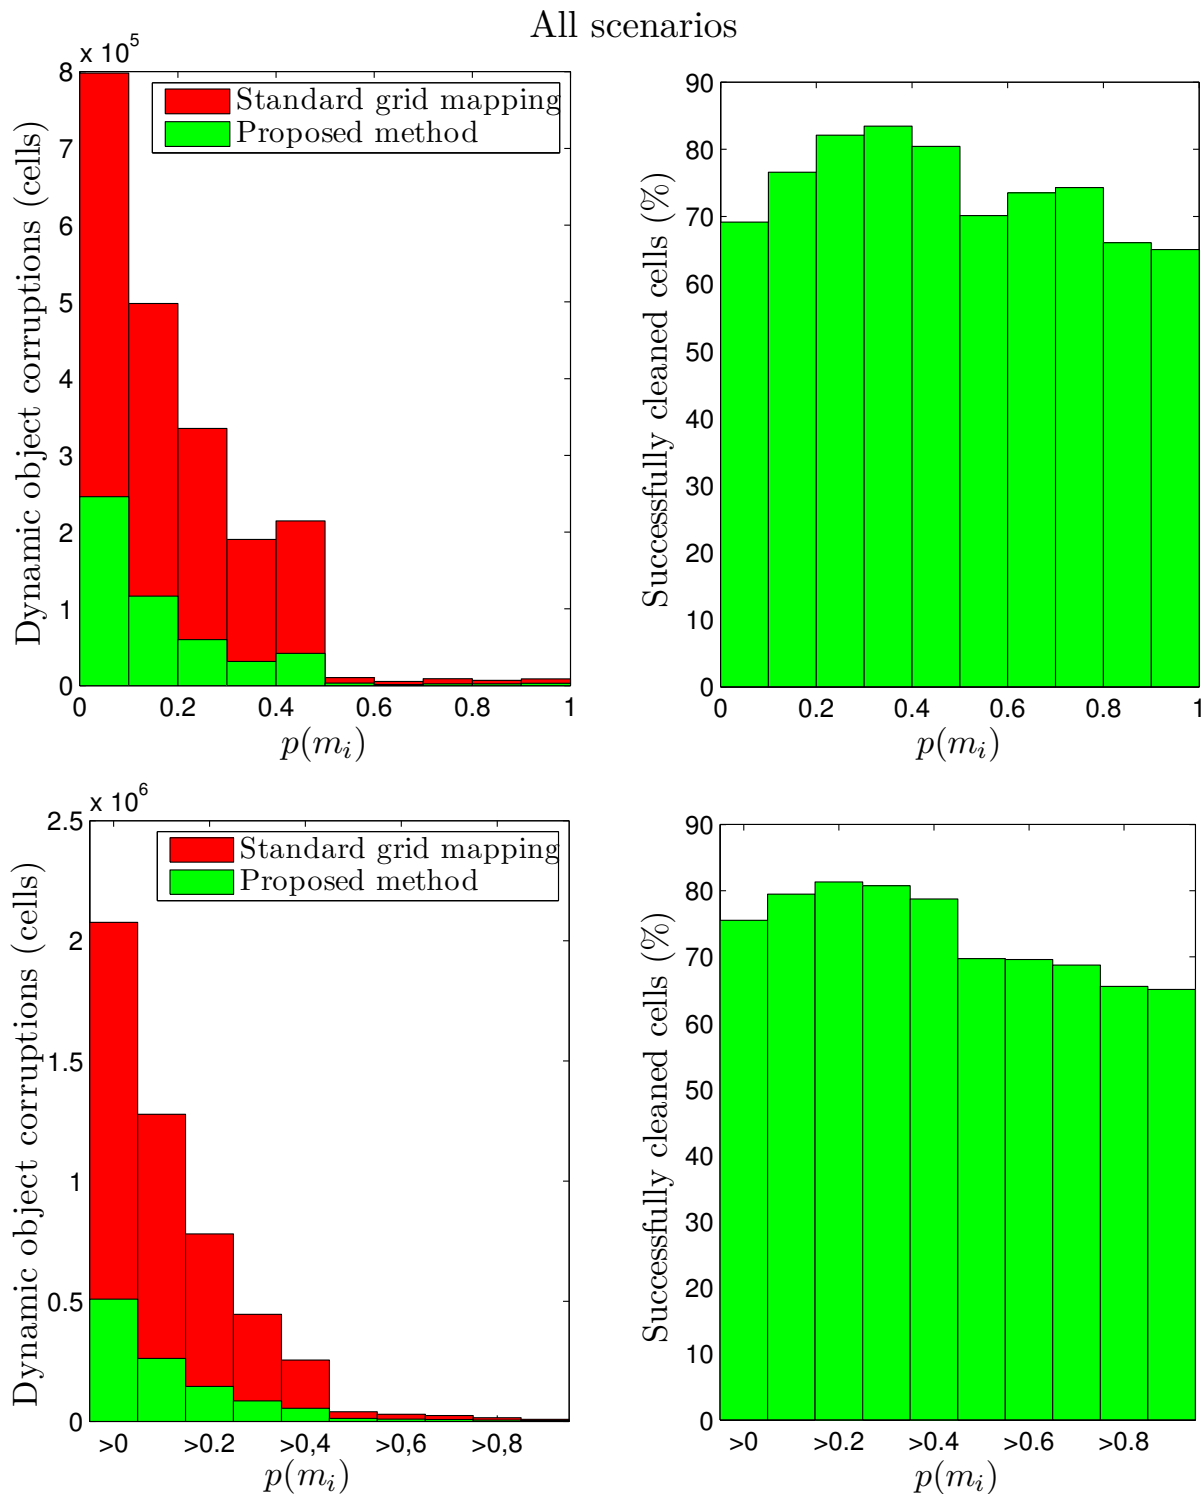 All scenarios
x 10^5
8
7
6
5
4
3
2
1
0
Dynamic object corruptions (cells)
Standard grid mapping
Proposed method
0 0.2 0.4 0.6 0.8 1
p(m_i)
90
80
70
60
50
40
30
20
10
0
Successfully cleaned cells (%)
0 0.2 0.4 0.6 0.8 1
p(m_i)
x 10^6
2.5
2
1.5
1
0.5
0
Dynamic object corruptions (cells)
Standard grid mapping
Proposed method
>0 >0.2 >0,4 >0,6 >0,8
p(m_i)
90
80
70
60
50
40
30
20
10
0
Successfully cleaned cells (%)
>0 >0.2 >0.4 >0.6 >0.8
p(m_i)